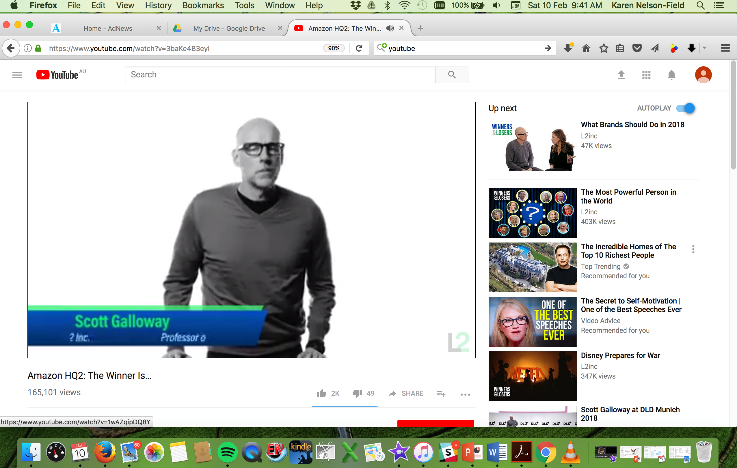 Firefox File Edit View History Bookmarks Tools Window Help 100% Sat 10 Feb 9:41 AM Karen Nelson-Field
Home - AdNews
My Drive - Google Drive
Amazon HQ2: The Win...
https://www.youtube.com/watch?v=3baKe4B3eyI
90%
youtube
YouTube AU
Search
Up next
AUTOPLAY
WINNERS & LOSERS
What Brands Should Do In 2018
L2inc
47K views
WINNERS & LOSERS
?
The Most Powerful Person in
the World
L2inc
403K views
The Incredible Homes of The
Top 10 Richest People
Top Trending
Recommended for you
ONE OF
THE BEST
SPEECHES
EVER
The Secret to Self-Motivation |
One of the Best Speeches Ever
Video Advice
Recommended for you
WINNERS & LOSERS
Disney Prepares for War
L2inc
347K views
Scott Galloway at DLD Munich
2018
Scott Galloway
? Inc. Professor o
L2
Amazon HQ2: The Winner Is...
165,101 views
2K
49
SHARE
https://www.youtube.com/watch?v=1wAZgipOQ8Y
kindle